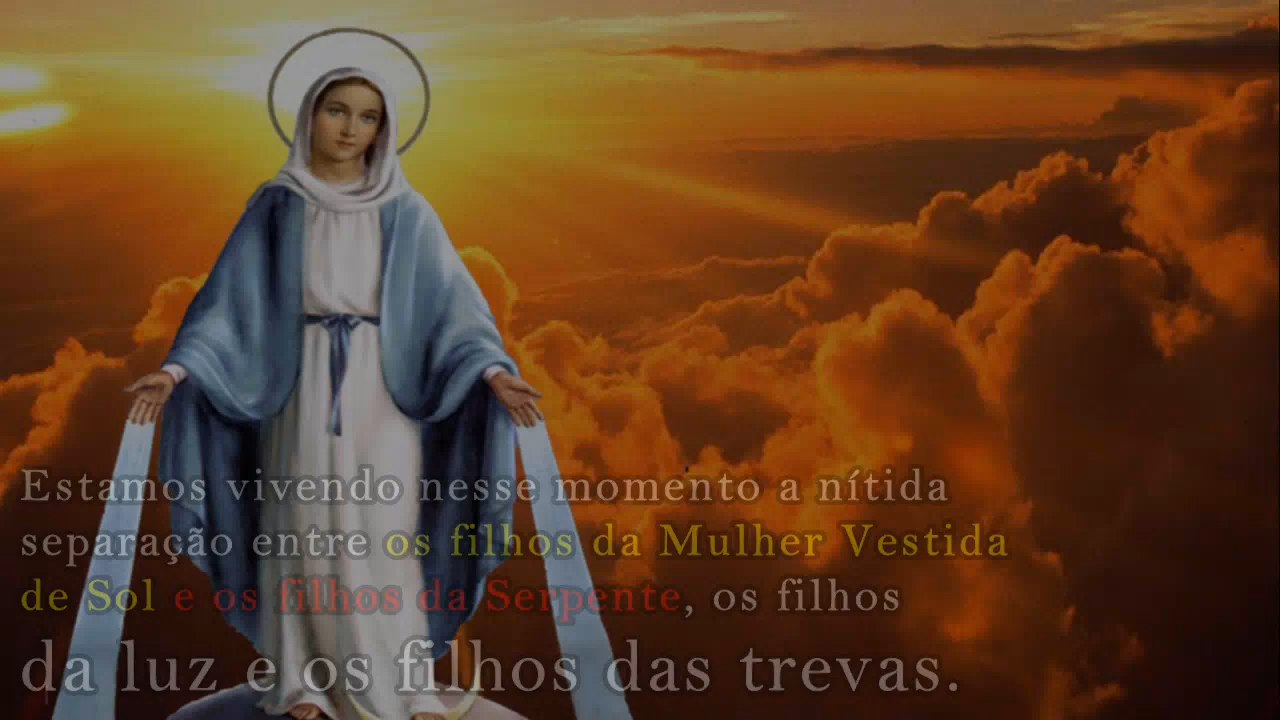 Estamos vivendo nesse momento a nítida
separação entre os filhos da Mulher Vestida
de Sol e os filhos da Serpente, os filhos
da luz e os filhos das trevas.